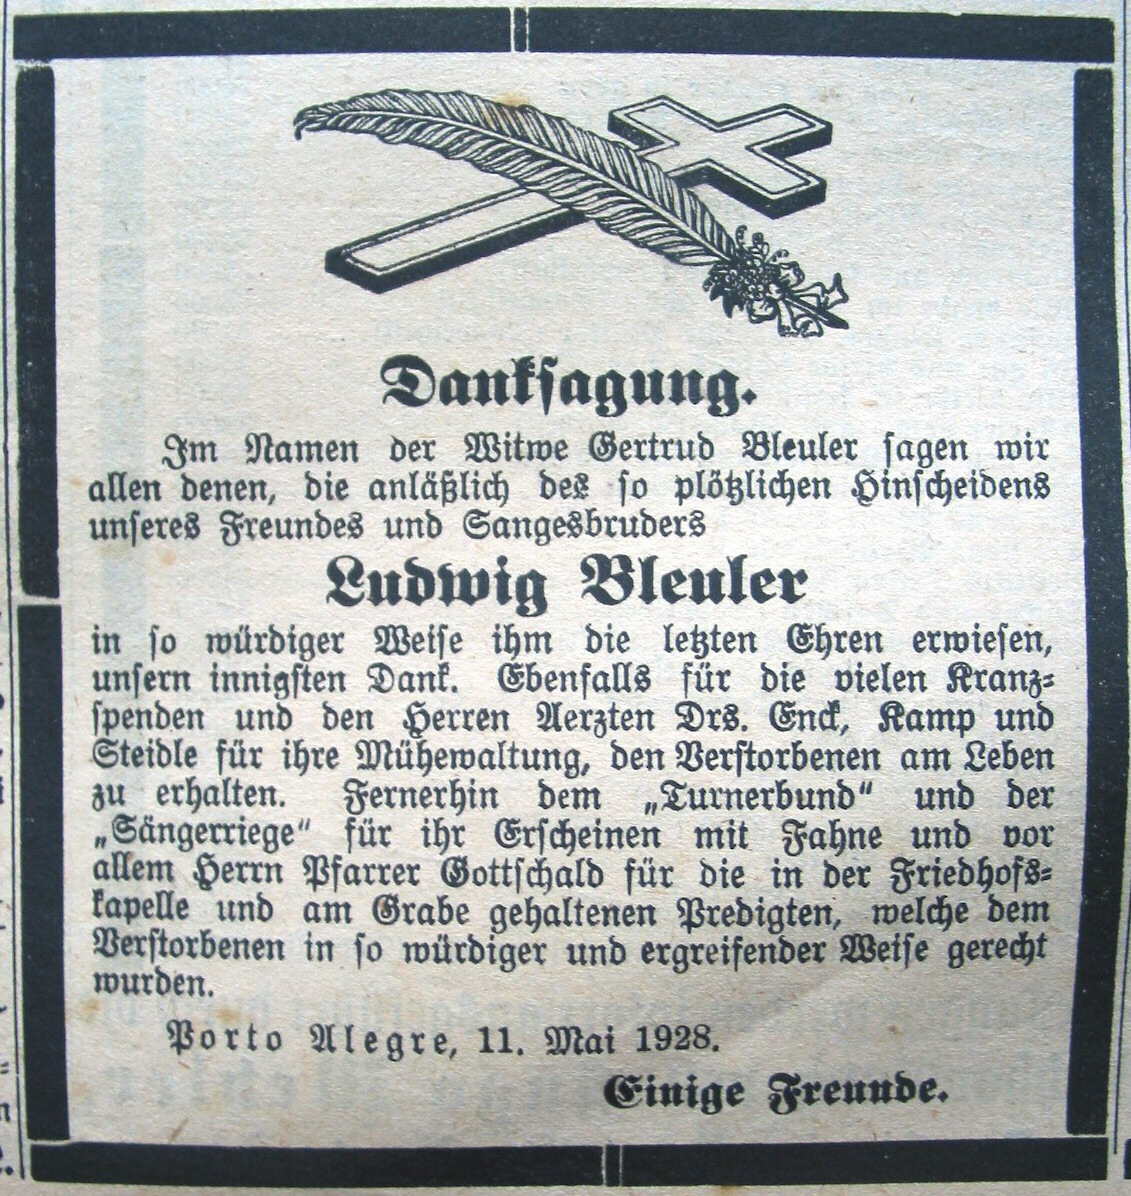 Danksagung.
Im Namen der Witwe Gertrud Bleuler sagen wir
allen denen, die anläßlich des so plötzlichen Hinscheidens
unseres Freundes und Sangesbruders
Ludwig Bleuler
in so würdiger Weise ihm die letzten Ehren erwiesen,
unsern innigsten Dank. Ebenfalls für die vielen Kranz-
spenden und den Herren Aerzten Drs. Enck, Kamp und
Steidle für ihre Mühewaltung, den Verstorbenen am Leben
zu erhalten. Fernerhin dem „Turnerbund“ und der
„Sängerriege“ für ihr Erscheinen mit Fahne und vor
allem Herrn Pfarrer Gottschald für die in der Friedhofs-
kapelle und am Grabe gehaltenen Predigten, welche dem
Verstorbenen in so würdiger und ergreifender Weise gerecht
wurden.
Porto Alegre, 11. Mai 1928.
Einige Freunde.